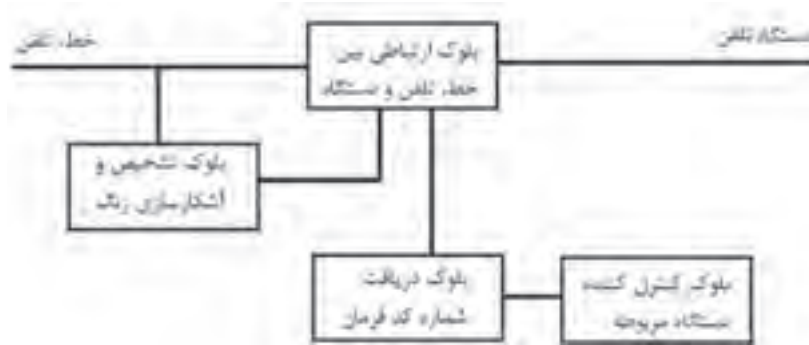 خط تلفن
دستگاه تلفن
بلوک ارتباطی بین
خط تلفن و دستگاه
بلوک تشخیص و
آشکارسازی زنگ
بلوک دریافت
شماره کد فرمان
بلوک کنترل کننده
دستگاه مربوطه